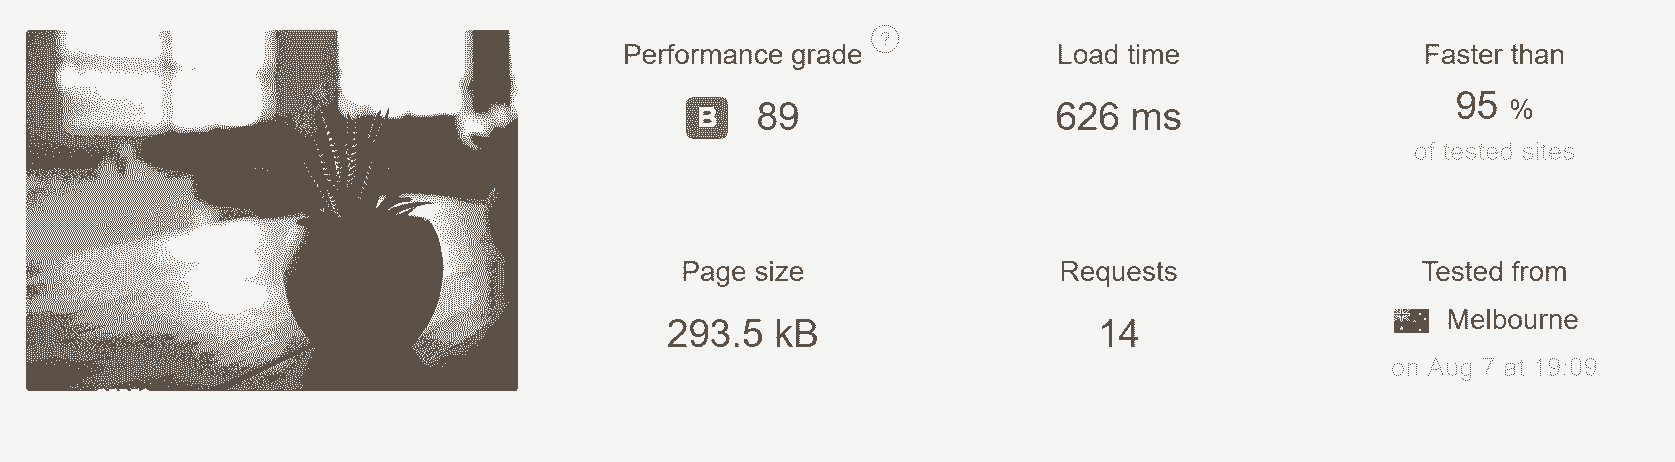 Performance grade ?
B 89
Load time
626 ms
Faster than
95 %
of tested sites
Page size
293.5 kB
Requests
14
Tested from
Melbourne
on Aug 7 at 19:09